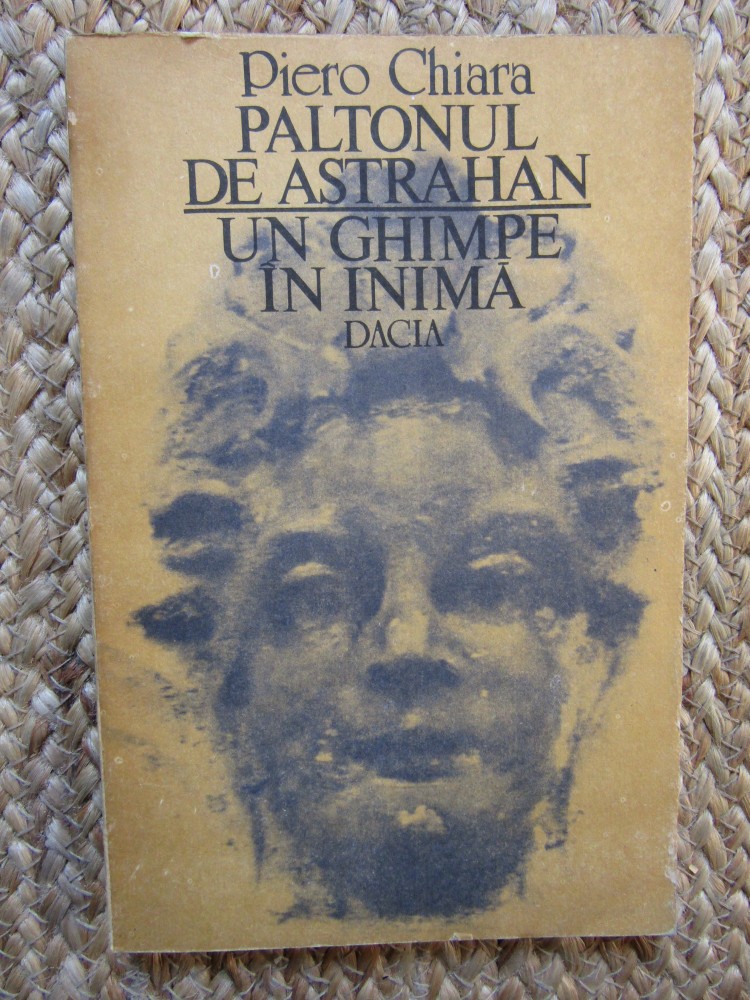 Piero Chiara
PALTONUL
DE ASTRAHAN
UN GHIMPE
ÎN INIMĂ
DACIA